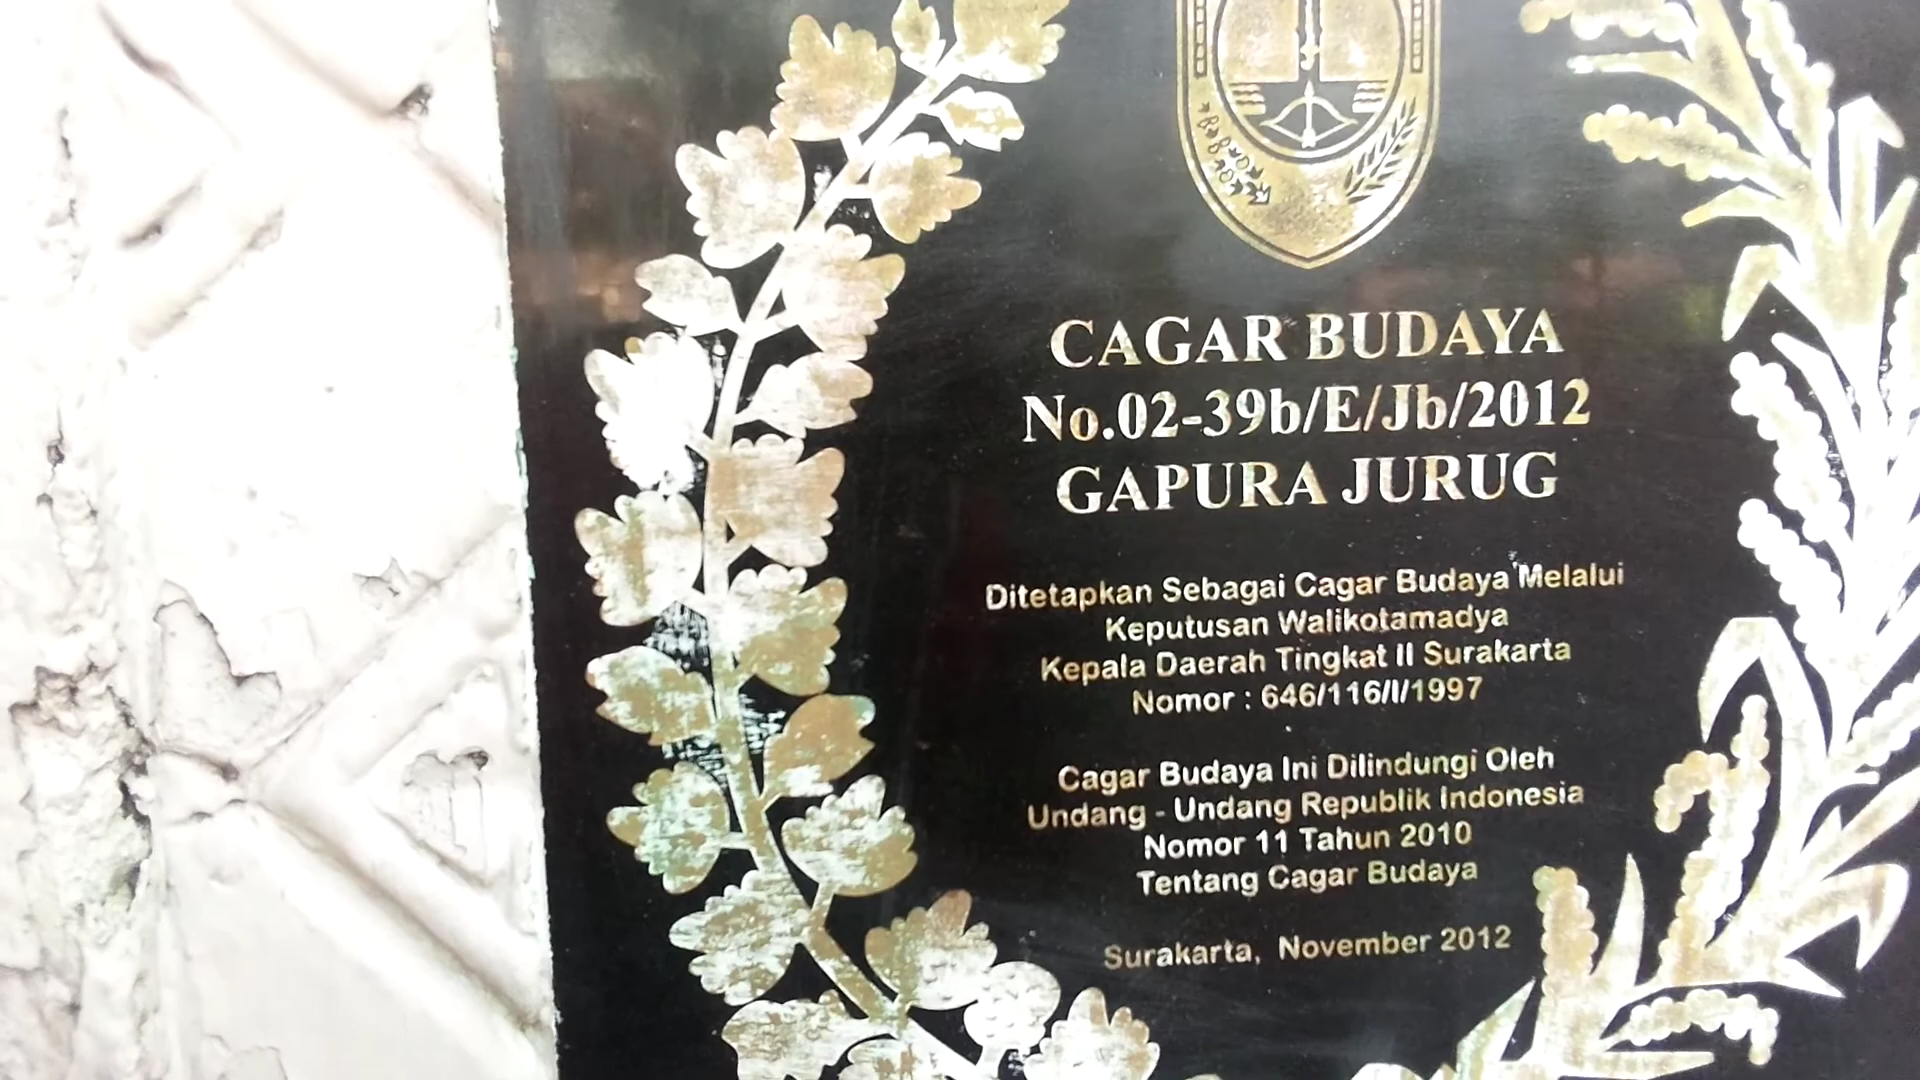 CAGAR BUDAYA
No.02-39b/E/Jb/2012
GAPURA JURUG
Ditetapkan Sebagai Cagar Budaya Melalui
Keputusan Walikotamadya
Kepala Daerah Tingkat II Surakarta
Nomor : 646/116/I/1997
Cagar Budaya Ini Dilindungi Oleh
Undang - Undang Republik Indonesia
Nomor 11 Tahun 2010
Tentang Cagar Budaya
Surakarta, November 2012